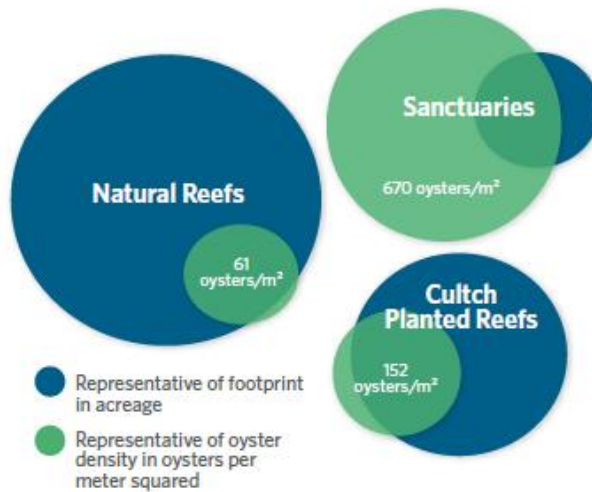 Natural Reefs
61
oysters/m²
Sanctuaries
670 oysters/m²
Cultch
Planted Reefs
152
oysters/m²
Representative of footprint
in acreage
Representative of oyster
density in oysters per
meter squared